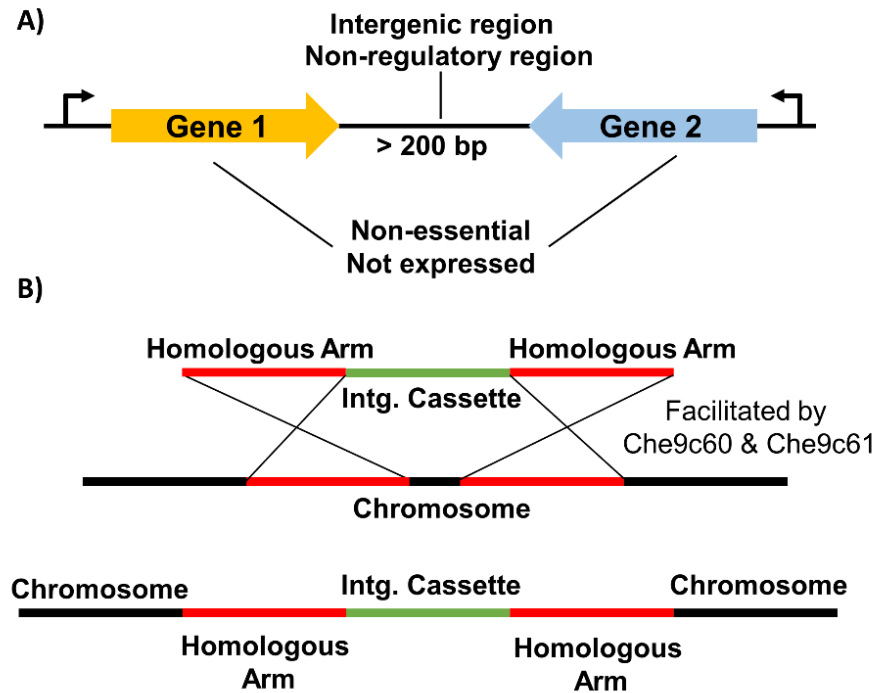 A)
Intergenic region
Non-regulatory region
Gene 1
> 200 bp
Gene 2
Non-essential
Not expressed
B)
Homologous Arm
Homologous Arm
Intg. Cassette
Facilitated by
Che9c60 & Che9c61
Chromosome
Chromosome
Intg. Cassette
Chromosome
Homologous
Arm
Homologous
Arm